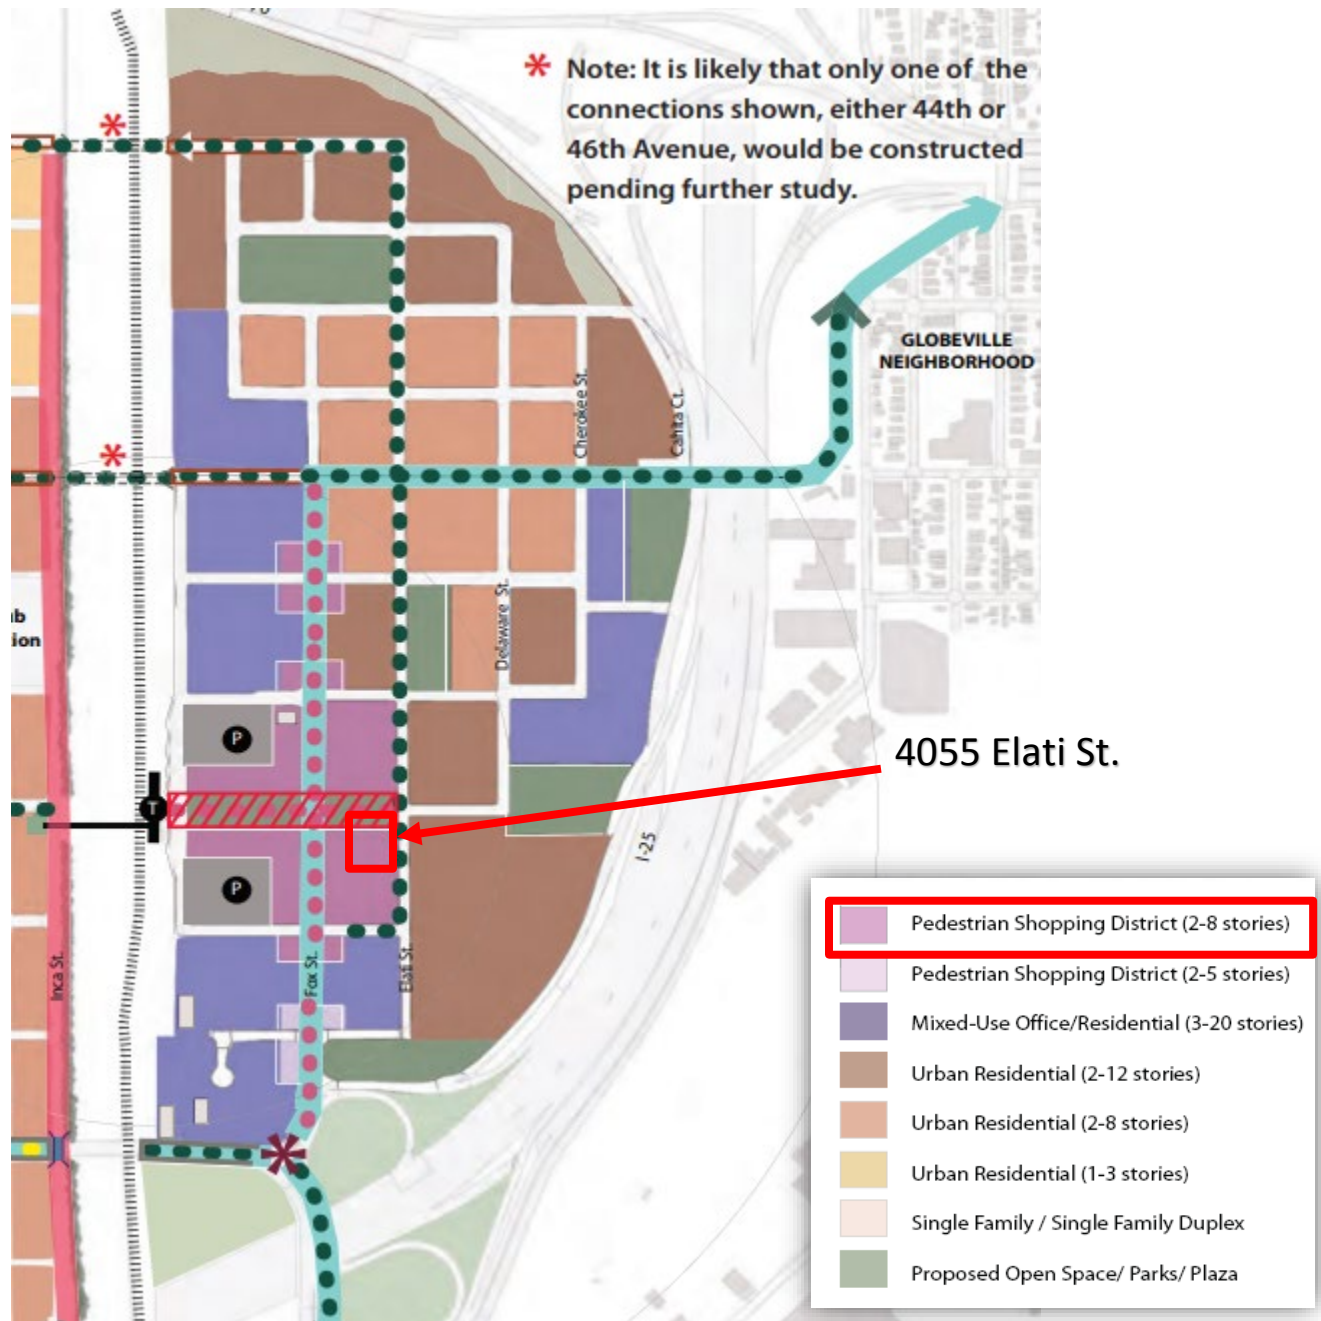 * Note: It is likely that only one of the
connections shown, either 44th or
46th Avenue, would be constructed
pending further study.
*
GLOBEVILLE
NEIGHBORHOOD
Cherokee St.
Cahita Ct.
*
Delaware St.
P
4055 Elati St.
T
I-25
P
Inca St.
Fox St.
Elati St.
Pedestrian Shopping District (2-8 stories)
Pedestrian Shopping District (2-5 stories)
Mixed-Use Office/Residential (3-20 stories)
Urban Residential (2-12 stories)
Urban Residential (2-8 stories)
Urban Residential (1-3 stories)
Single Family / Single Family Duplex
Proposed Open Space/ Parks/ Plaza